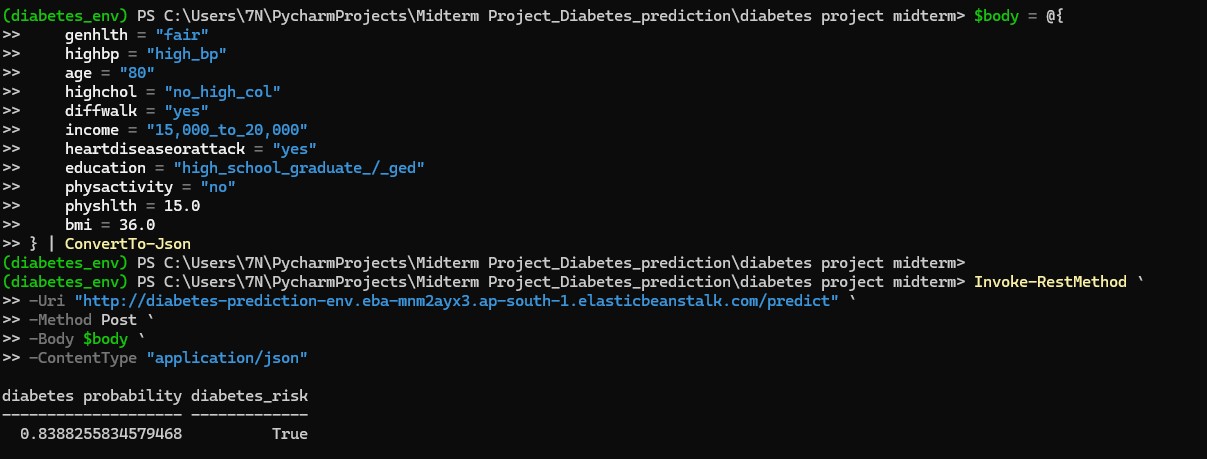 (diabetes_env) PS C:\Users\7N\PycharmProjects\Midterm Project_Diabetes_prediction\diabetes project midterm> $body = @{
>>     genhlth = "fair"
>>     highbp = "high_bp"
>>     age = "80"
>>     highchol = "no_high_col"
>>     diffwalk = "yes"
>>     income = "15,000_to_20,000"
>>     heartdiseaseorattack = "yes"
>>     education = "high_school_graduate_/_ged"
>>     physactivity = "no"
>>     physhlth = 15.0
>>     bmi = 36.0
>> } | ConvertTo-Json
(diabetes_env) PS C:\Users\7N\PycharmProjects\Midterm Project_Diabetes_prediction\diabetes project midterm>
(diabetes_env) PS C:\Users\7N\PycharmProjects\Midterm Project_Diabetes_prediction\diabetes project midterm> Invoke-RestMethod `
>> -Uri "http://diabetes-prediction-env.eba-mnm2ayx3.ap-south-1.elasticbeanstalk.com/predict" `
>> -Method Post `
>> -Body $body `
>> -ContentType "application/json"
diabetes probability diabetes_risk
-------------------- -------------
  0.8388255834579468          True